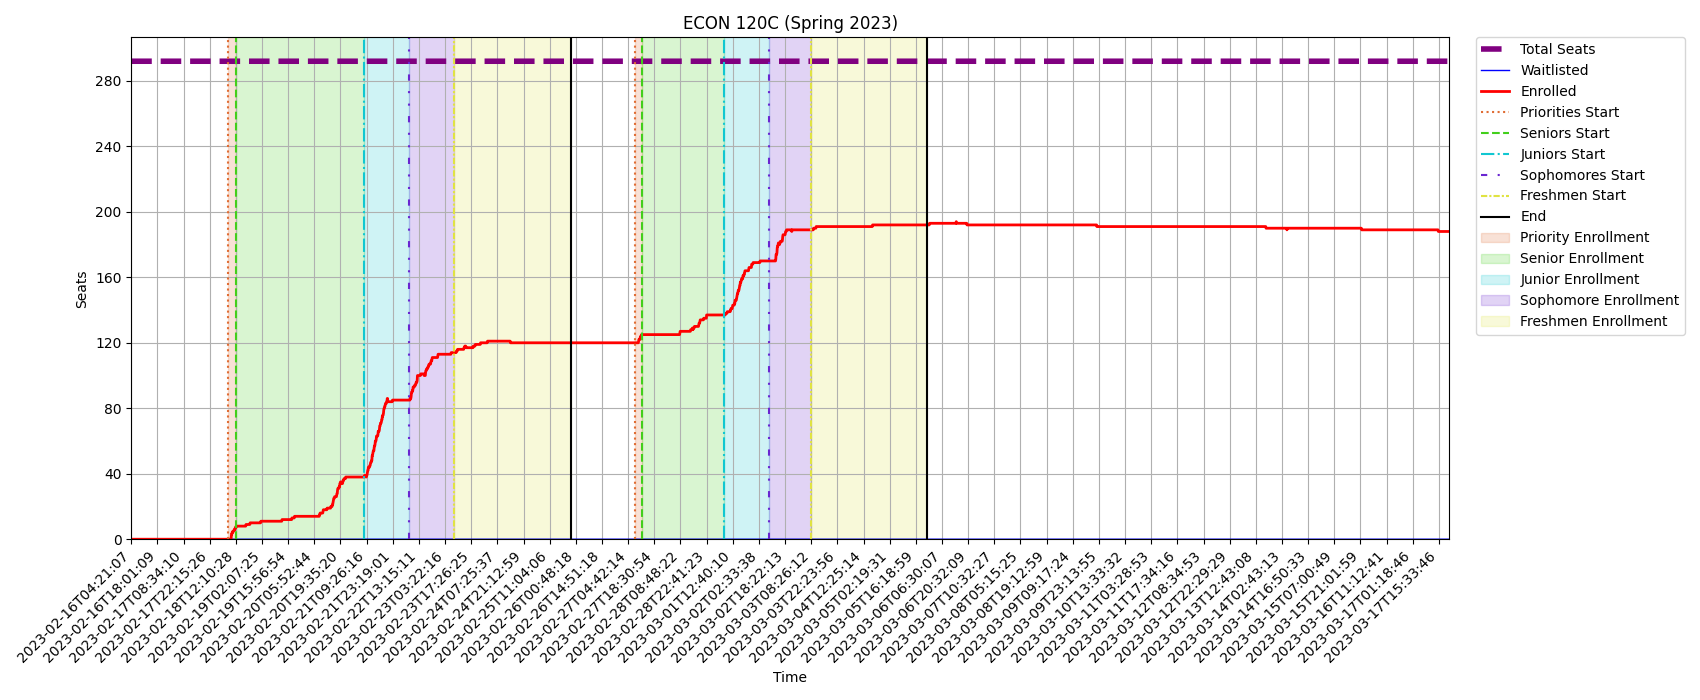 ECON 120C (Spring 2023)
Seats
0
40
80
120
160
200
240
280
2023-02-16T04:21:07
2023-02-16T18:01:09
2023-02-17T08:34:10
2023-02-17T22:15:26
2023-02-18T12:10:28
2023-02-19T02:07:25
2023-02-19T15:56:54
2023-02-20T05:52:44
2023-02-20T19:35:20
2023-02-21T09:26:16
2023-02-21T23:19:01
2023-02-22T13:15:11
2023-02-23T03:22:16
2023-02-23T17:26:25
2023-02-24T07:25:37
2023-02-24T21:12:59
2023-02-25T11:04:06
2023-02-26T00:48:18
2023-02-26T14:51:18
2023-02-27T04:42:14
2023-02-27T18:30:54
2023-02-28T08:48:22
2023-02-28T22:41:23
2023-03-01T12:40:10
2023-03-02T02:33:38
2023-03-02T18:22:13
2023-03-03T08:26:12
2023-03-03T22:23:56
2023-03-04T12:25:14
2023-03-05T02:19:31
2023-03-05T16:18:59
2023-03-06T06:30:07
2023-03-06T20:32:09
2023-03-07T10:32:27
2023-03-08T05:15:25
2023-03-08T19:12:59
2023-03-09T09:17:24
2023-03-09T23:13:55
2023-03-10T13:33:32
2023-03-11T03:28:53
2023-03-11T17:34:16
2023-03-12T08:34:53
2023-03-12T22:29:29
2023-03-13T12:43:08
2023-03-14T02:43:13
2023-03-14T16:50:33
2023-03-15T07:00:49
2023-03-15T21:01:59
2023-03-16T11:12:41
2023-03-17T01:18:46
2023-03-17T15:33:46
Time
Total Seats
Waitlisted
Enrolled
Priorities Start
Seniors Start
Juniors Start
Sophomores Start
Freshmen Start
End
Priority Enrollment
Senior Enrollment
Junior Enrollment
Sophomore Enrollment
Freshmen Enrollment